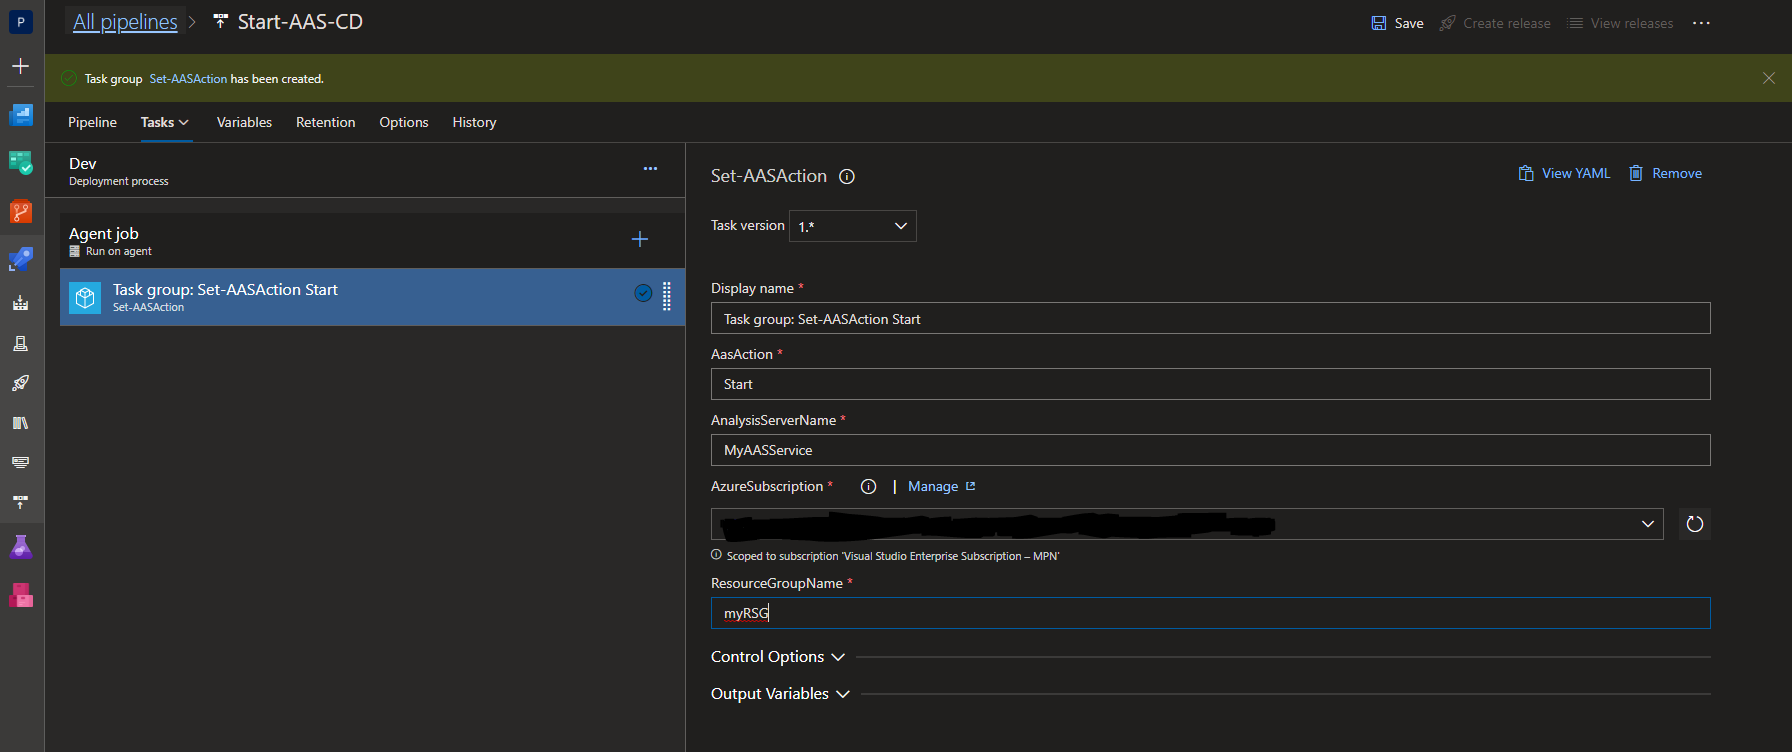 P
All pipelines > Start-AAS-CD
Save Create release View releases ...
Task group Set-AASAction has been created.
Pipeline Tasks Variables Retention Options History
Dev
Deployment process
Agent job
Run on agent
Task group: Set-AASAction Start
Set-AASAction
Set-AASAction
View YAML Remove
Task version 1.*
Display name *
Task group: Set-AASAction Start
AasAction *
Start
AnalysisServerName *
MyAASService
AzureSubscription * | Manage
Scoped to subscription 'Visual Studio Enterprise Subscription – MPN'
ResourceGroupName *
myRSG
Control Options
Output Variables